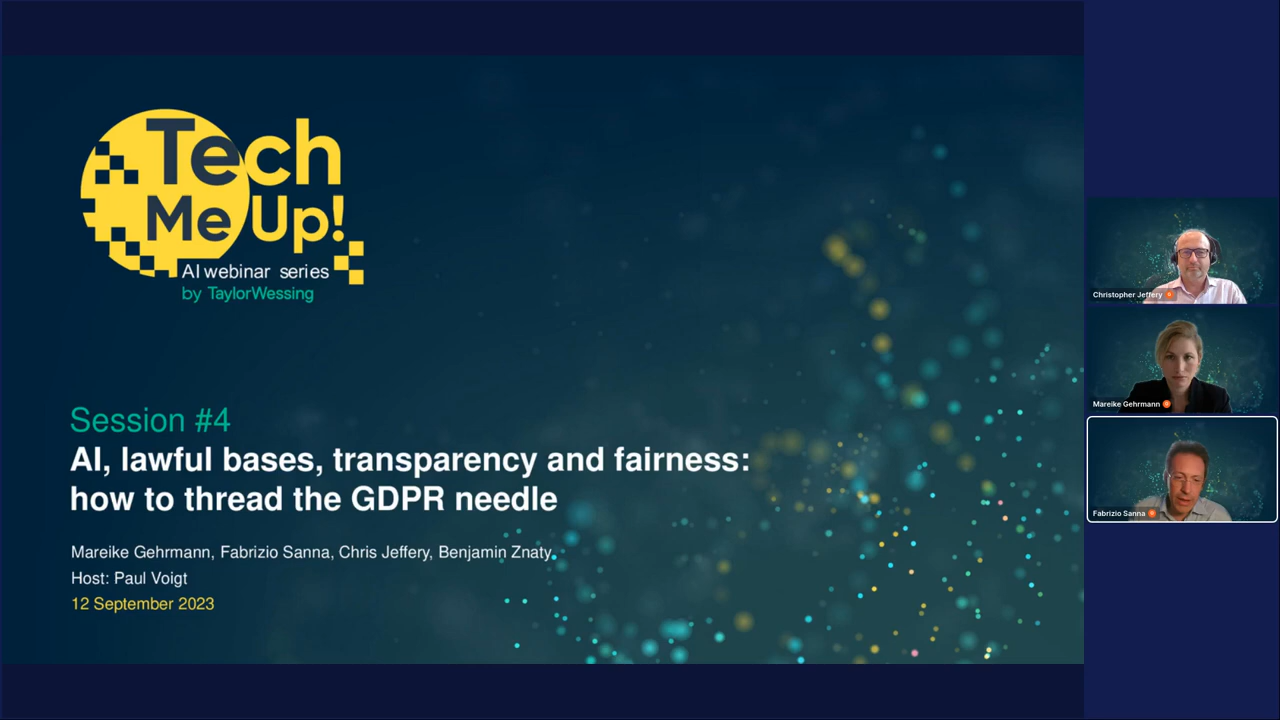 Tech
Me Up!
AI webinar series
by TaylorWessing
Session #4
AI, lawful bases, transparency and fairness:
how to thread the GDPR needle
Mareike Gehrmann, Fabrizio Sanna, Chris Jeffery, Benjamin Znaty,
Host: Paul Voigt
12 September 2023
Christopher Jeffery
Mareike Gehrmann
Fabrizio Sanna